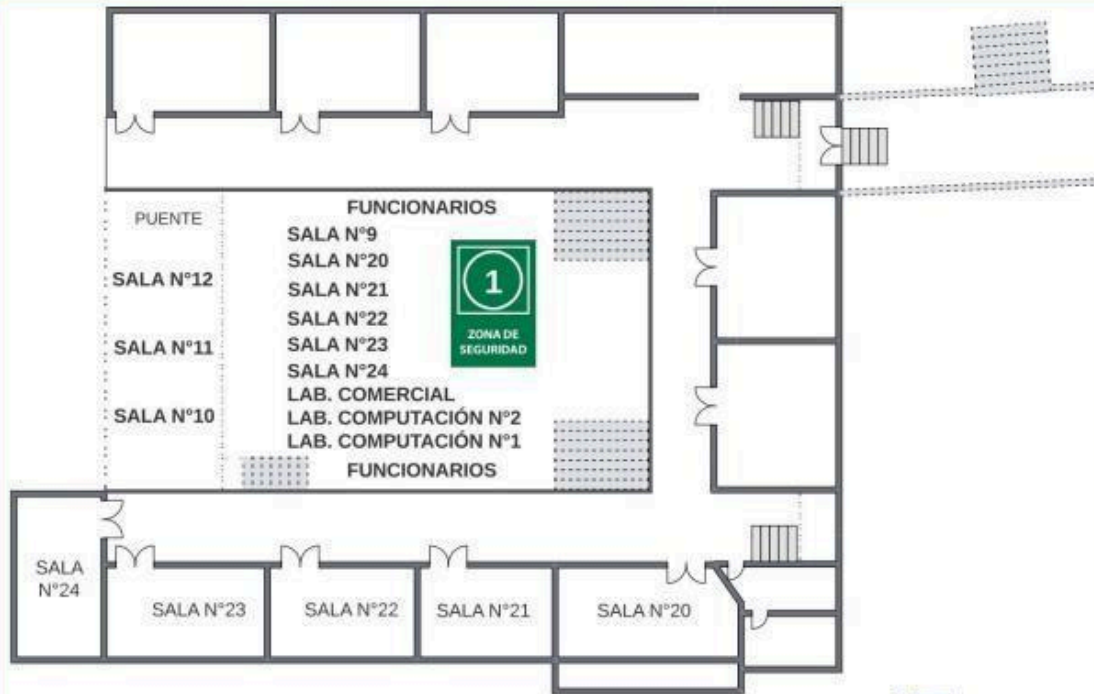 FUNCIONARIOS
PUENTE
SALA N°9
SALA N°20
SALA N°12
SALA N°21
1
SALA N°22
ZONA DE
SEGURIDAD
SALA N°11
SALA N°23
SALA N°24
LAB. COMERCIAL
SALA N°10
LAB. COMPUTACIÓN N°2
LAB. COMPUTACIÓN N°1
FUNCIONARIOS
SALA
N°24
SALA N°23
SALA N°22
SALA N°21
SALA N°20